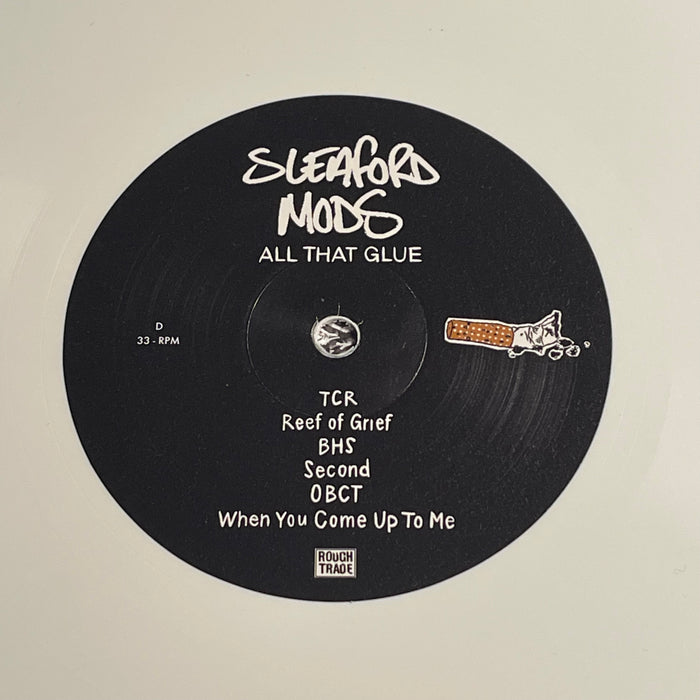 SLEAFORD
MODS
ALL THAT GLUE
D
33 - RPM
TCR
Reef of Grief
BHS
Second
OBCT
When You Come Up To Me
ROUGH
TRADE